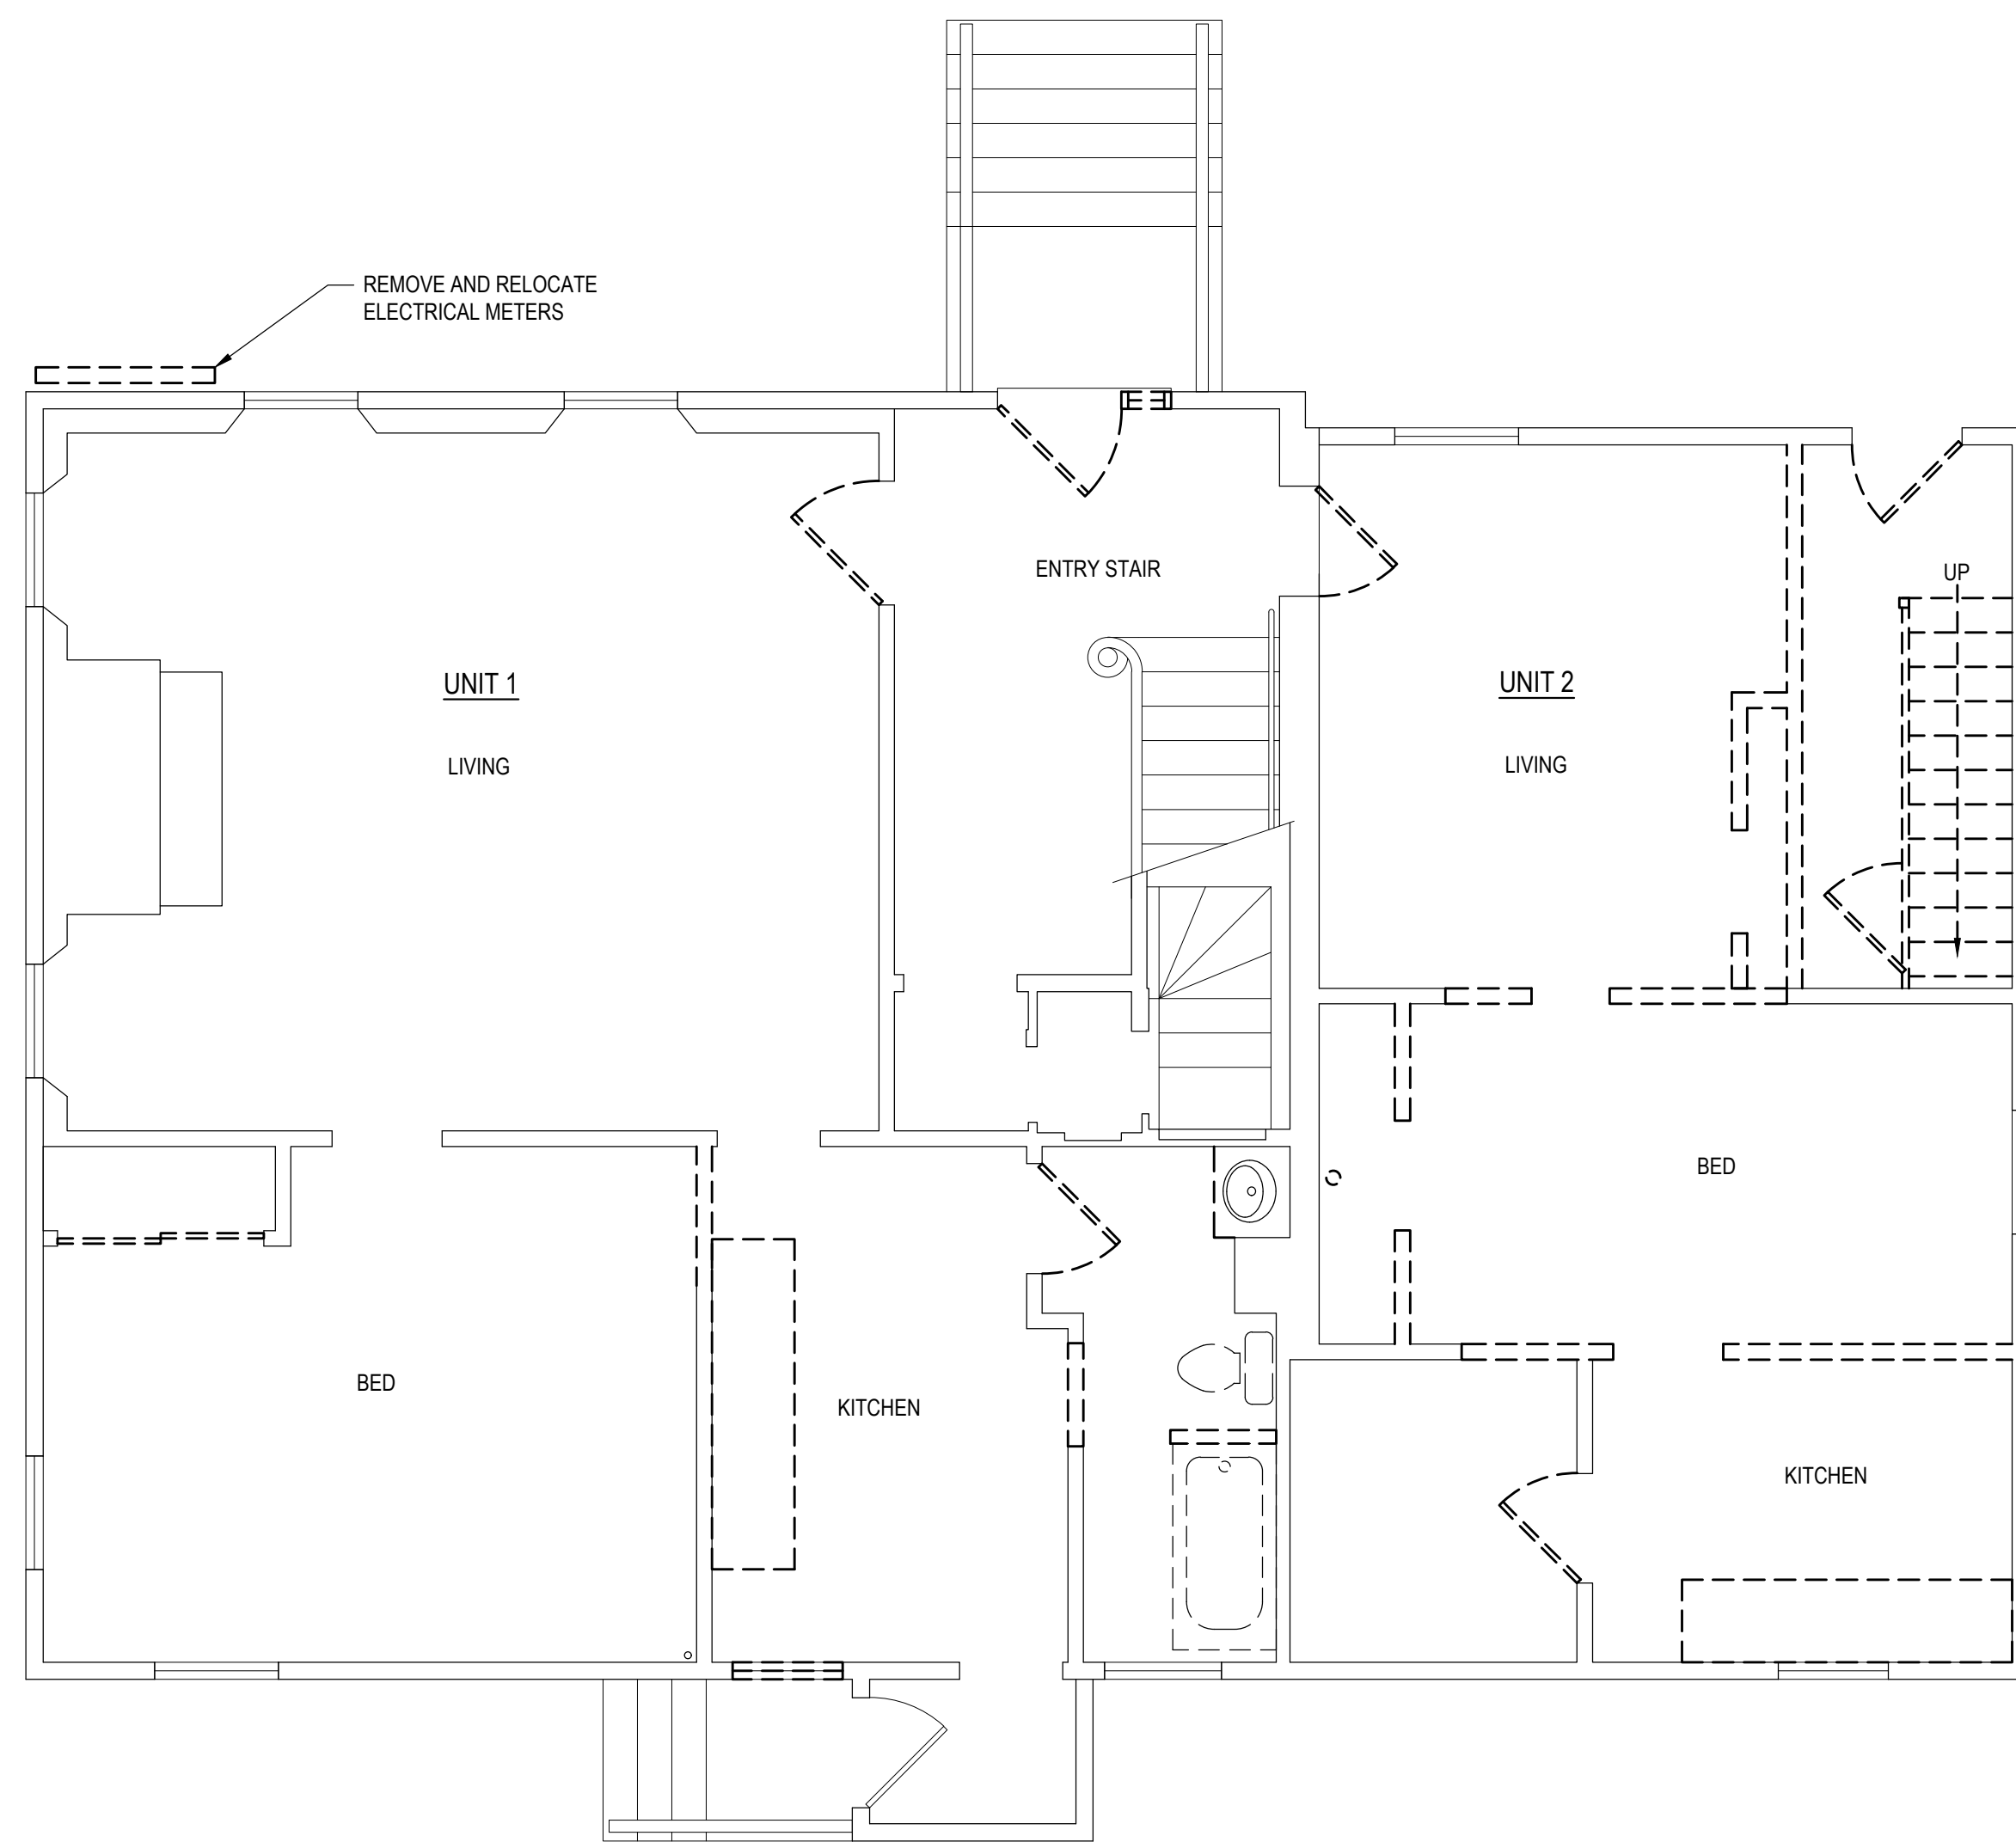 REMOVE AND RELOCATE
ELECTRICAL METERS
ENTRY STAIR
UP
UNIT 1
UNIT 2
LIVING
LIVING
BED
BED
KITCHEN
KITCHEN